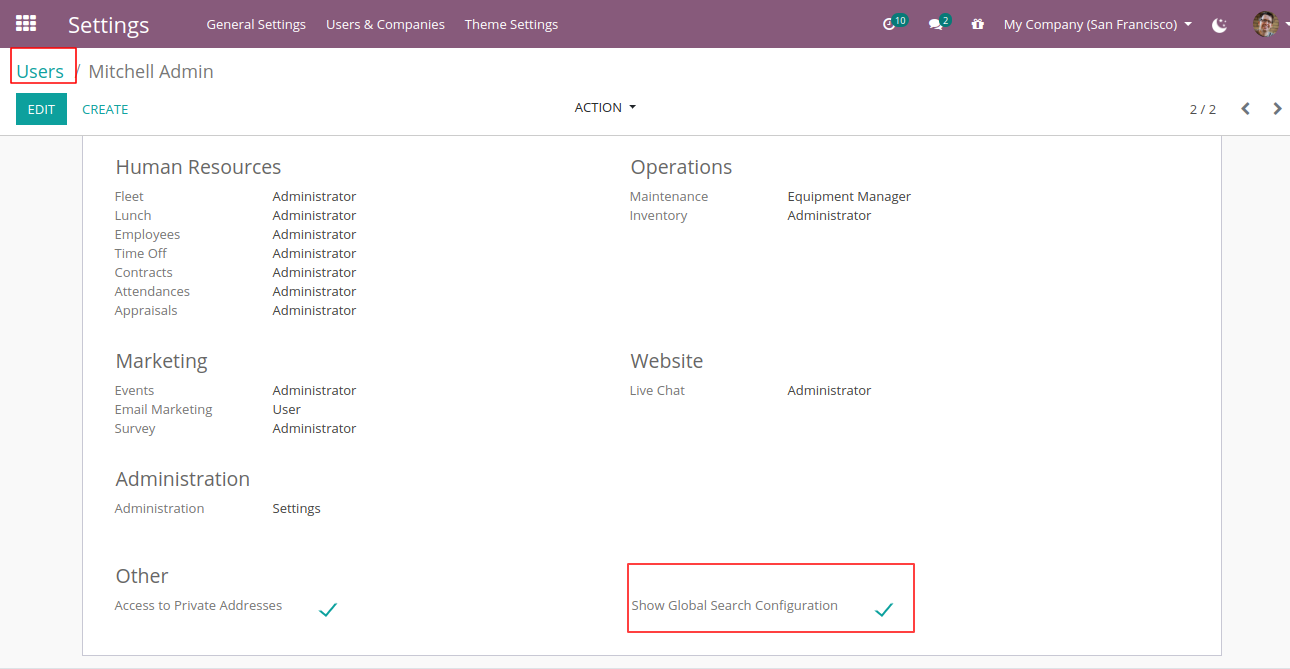 Settings General Settings Users & Companies Theme Settings 10 2 My Company (San Francisco)
Users / Mitchell Admin
EDIT CREATE ACTION 2 / 2
Human Resources
Fleet Administrator
Lunch Administrator
Employees Administrator
Time Off Administrator
Contracts Administrator
Attendances Administrator
Appraisals Administrator
Operations
Maintenance Equipment Manager
Inventory Administrator
Marketing
Events Administrator
Email Marketing User
Survey Administrator
Website
Live Chat Administrator
Administration
Administration Settings
Other
Access to Private Addresses
Show Global Search Configuration